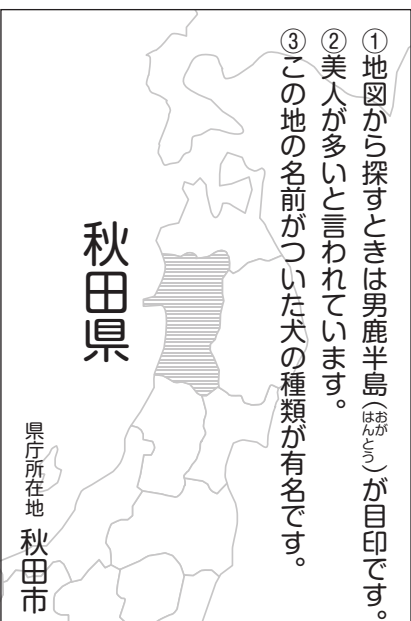 ①地図から探すときは男鹿半島(おがはんとう)が目印です。
②美人が多いと言われています。
③この地の名前がついた犬の種類が有名です。
秋田県
県庁所在地 秋田市